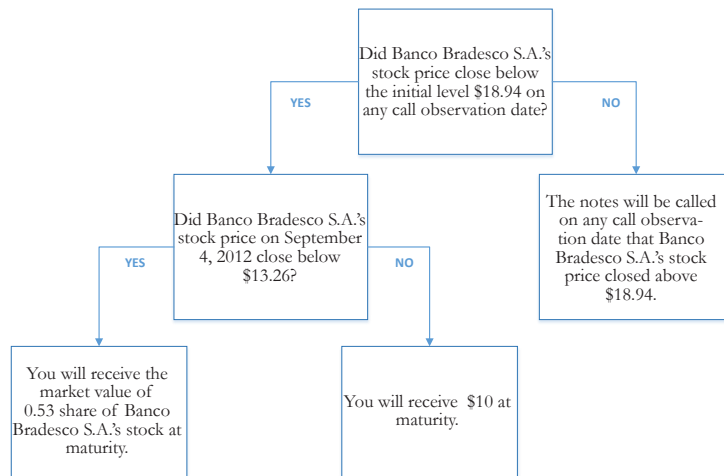 Did Banco Bradesco S.A.'s
stock price close below
the initial level $18.94 on
any call observation date?
YES
NO
Did Banco Bradesco S.A.'s
stock price on September
4, 2012 close below
$13.26?
The notes will be called
on any call observa-
tion date that Banco
Bradesco S.A.'s stock
price closed above
$18.94.
YES
NO
You will receive the
market value of
0.53 share of Banco
Bradesco S.A.'s stock at
maturity.
You will receive $10 at
maturity.